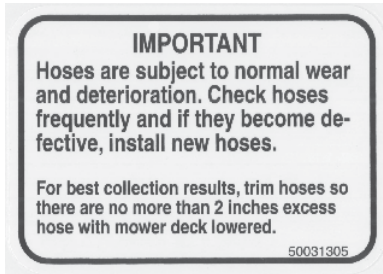 IMPORTANT
Hoses are subject to normal wear
and deterioration. Check hoses
frequently and if they become de-
fective, install new hoses.
For best collection results, trim hoses so
there are no more than 2 inches excess
hose with mower deck lowered.
50031305